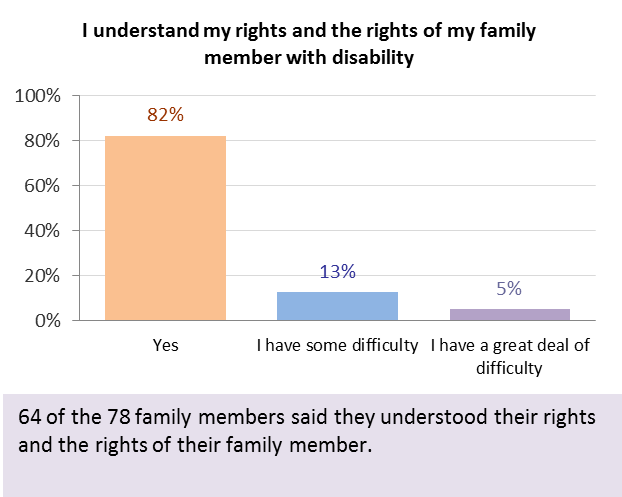 I understand my rights and the rights of my family
member with disability
100%
82%
80%
60%
40%
13%
20%
5%
0%
Yes
I have some difficulty
I have a great deal of
difficulty
64 of the 78 family members said they understood their rights
and the rights of their family member.